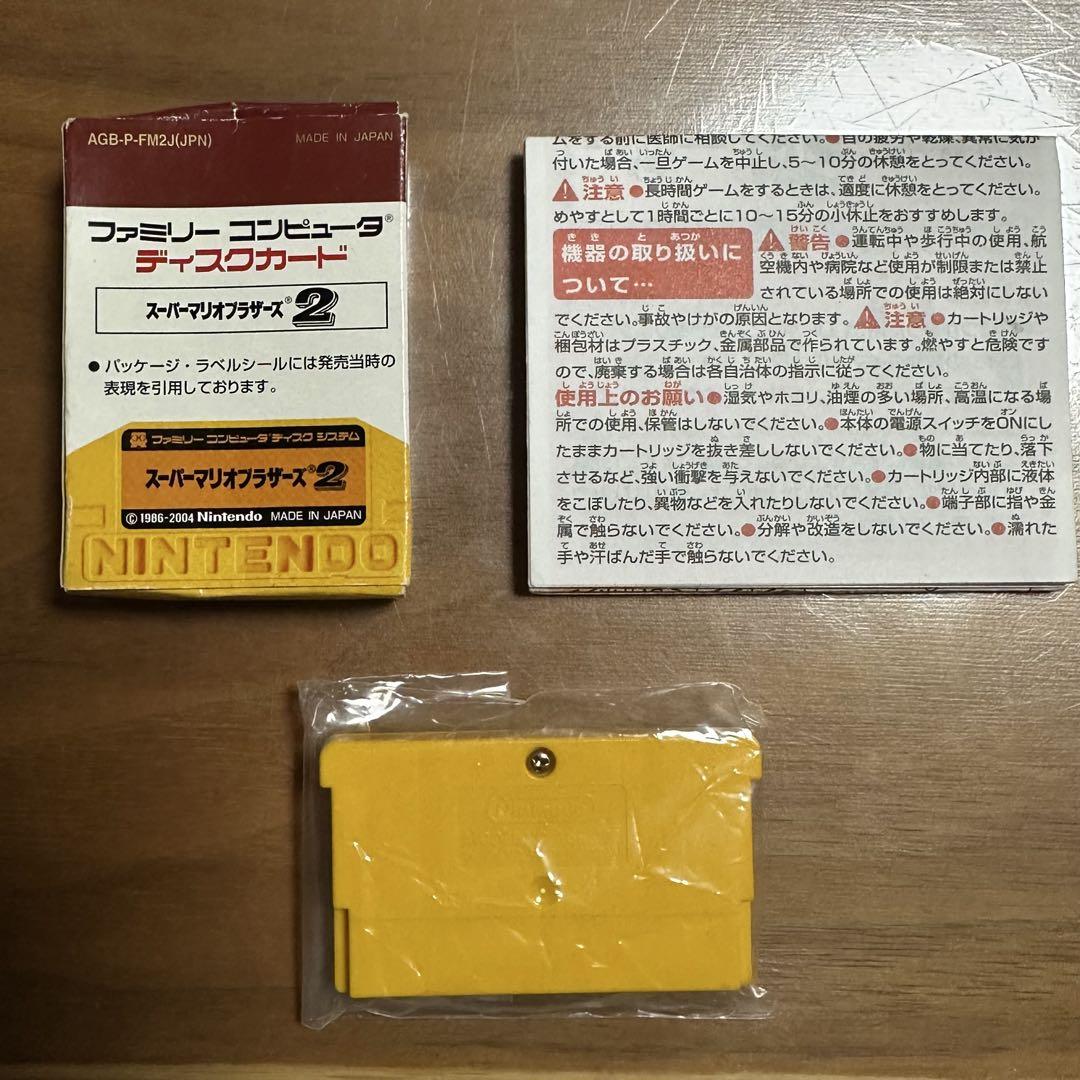 AGB-P-FM2J(JPN) MADE IN JAPAN
ファミリー コンピュータ®
ディスクカード
スーパーマリオブラザーズ®2
●パッケージ・ラベルシールには発売当時の
表現を引用しております。
ファミリー コンピュータ ディスク システム
スーパーマリオブラザーズ®2
©1986-2004 Nintendo MADE IN JAPAN
NINTENDO
ムをする前に医師に相談してください。●目の疲労や乾燥、異常に気が
付いた場合、一旦ゲームを中止し、5〜10分の休憩をとってください。
注意●長時間ゲームをするときは、適度に休憩をとってください。
めやすとして1時間ごとに10〜15分の小休止をおすすめします。
機器の取り扱いに
ついて…
警告●運転中や歩行中の使用、航
空機内や病院など使用が制限または禁止
されている場所での使用は絶対にしない
でください。事故やけがの原因となります。注意●カートリッジや
梱包材はプラスチック、金属部品で作られています。燃やすと危険です
ので、廃棄する場合は各自治体の指示に従ってください。
使用上のお願い●湿気やホコリ、油煙の多い場所、高温になる場
所での使用、保管はしないでください。●本体の電源スイッチをONにし
たままカートリッジを抜き差ししないでください。●物に当てたり、落下
させるなど、強い衝撃を与えないでください。●カートリッジ内部に液体
をこぼしたり、異物などを入れたりしないでください。●端子部に指や金
属で触らないでください。●分解や改造をしないでください。●濡れた
手や汗ばんだ手で触らないでください。
Nintendo